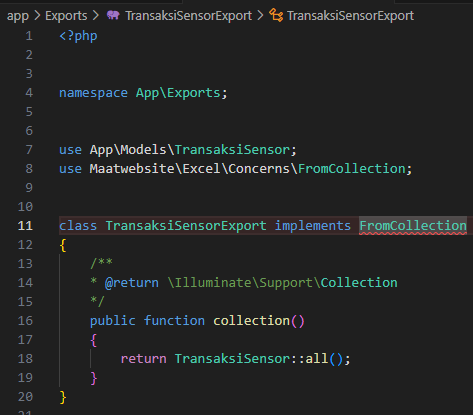 app > Exports > TransaksiSensorExport > TransaksiSensorExport
1 <?php
2
3
4 namespace App\Exports;
5
6
7 use App\Models\TransaksiSensor;
8 use Maatwebsite\Excel\Concerns\FromCollection;
9
10
11 class TransaksiSensorExport implements FromCollection
12 {
13     /**
14     * @return \Illuminate\Support\Collection
15     */
16     public function collection()
17     {
18         return TransaksiSensor::all();
19     }
20 }